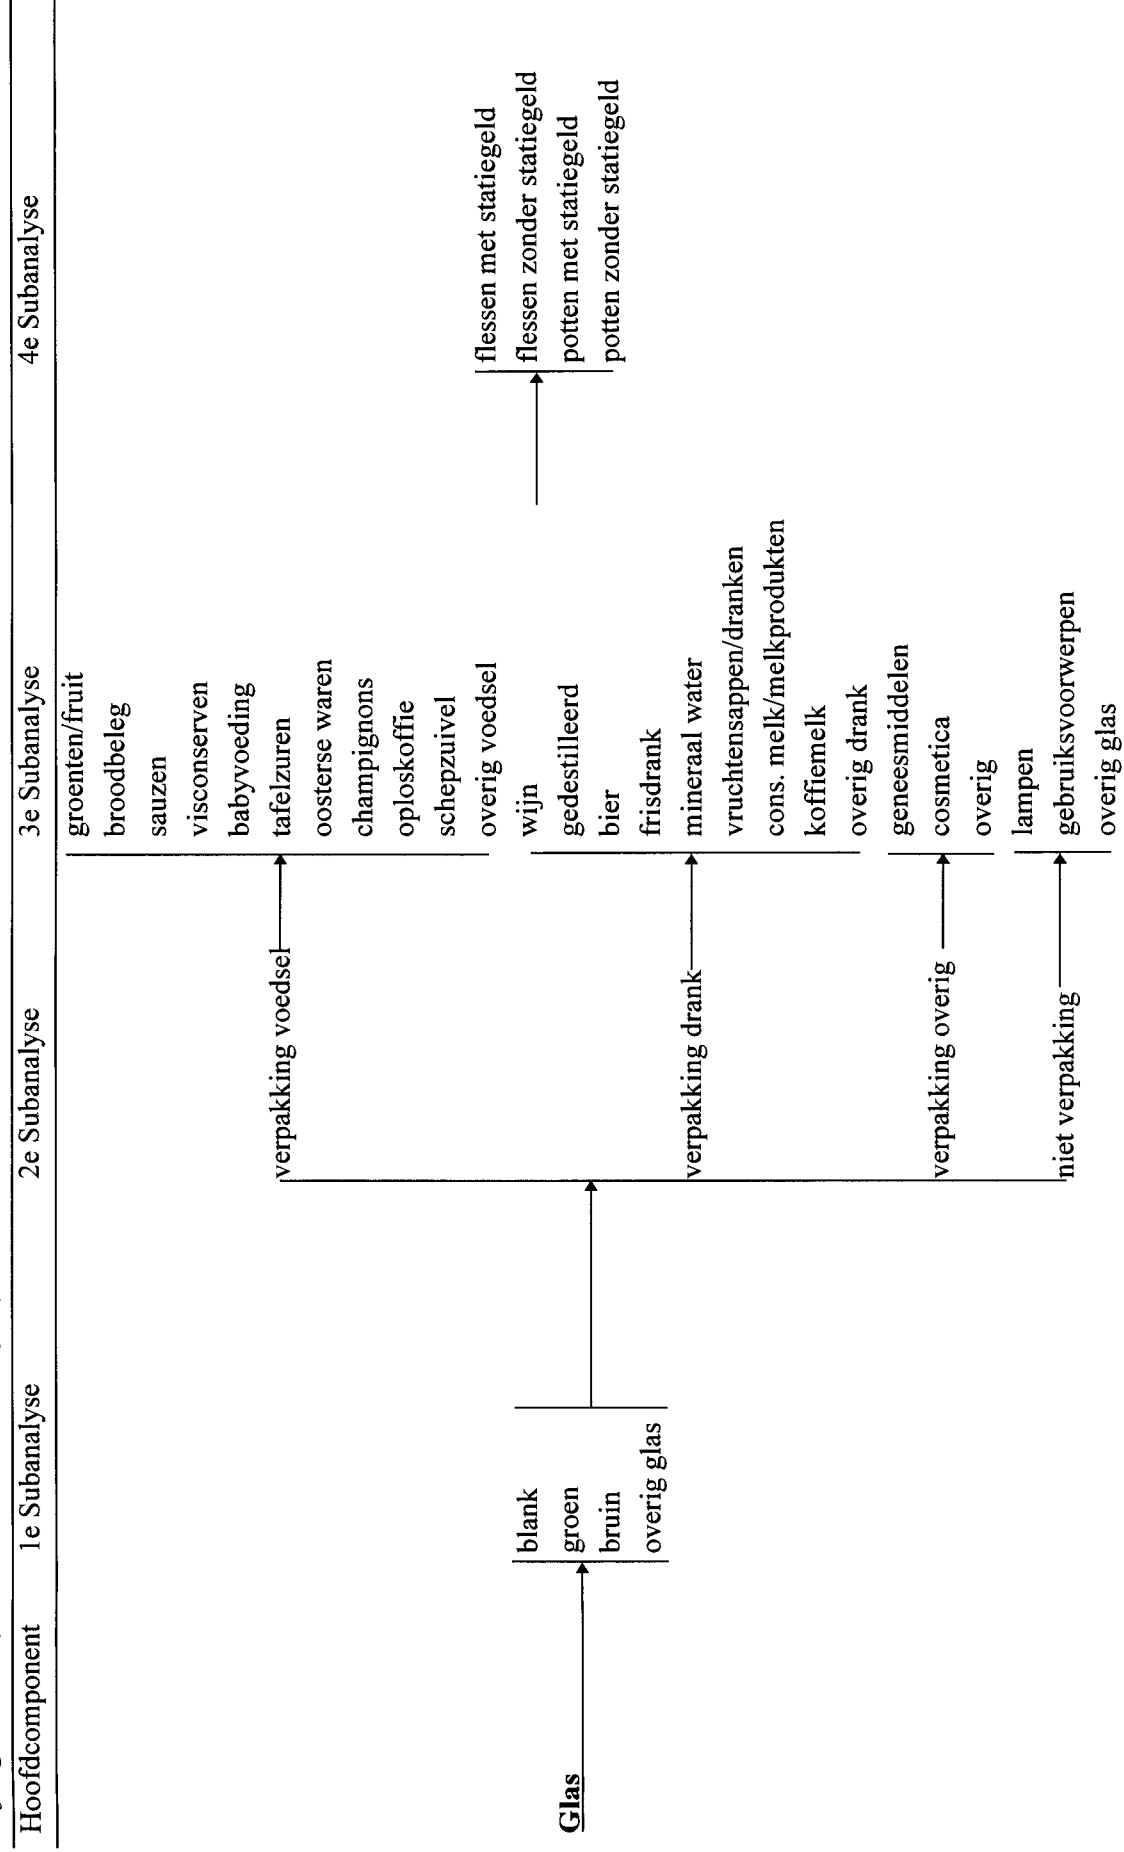 Hoofdcomponent 1e Subanalyse 2e Subanalyse 3e Subanalyse 4e Subanalyse
Glas
blank
groen
bruin
overig glas
verpakking voedsel
verpakking drank
verpakking overig
niet verpakking
groenten/fruit
broodbeleg
sauzen
visconserven
babyvoeding
tafelzuren
oosterse waren
champignons
oploskoffie
schepzuivel
overig voedsel
wijn
gedestilleerd
bier
frisdrank
mineraal water
vruchtensappen/dranken
cons. melk/melkprodukten
koffiemelk
overig drank
geneesmiddelen
cosmetica
overig
lampen
gebruiksvoorwerpen
overig glas
flessen met statiegeld
flessen zonder statiegeld
potten met statiegeld
potten zonder statiegeld